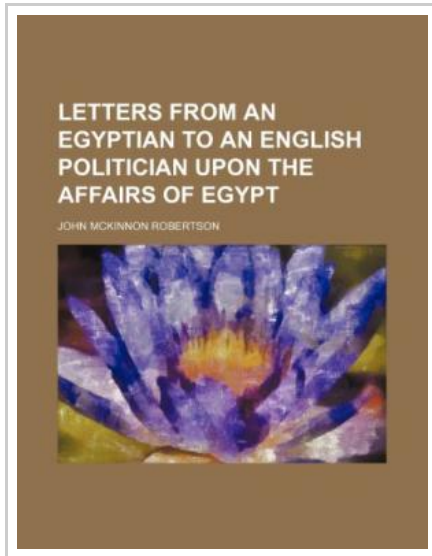 LETTERS FROM AN
EGYPTIAN TO AN ENGLISH
POLITICIAN UPON THE
AFFAIRS OF EGYPT
JOHN MCKINNON ROBERTSON